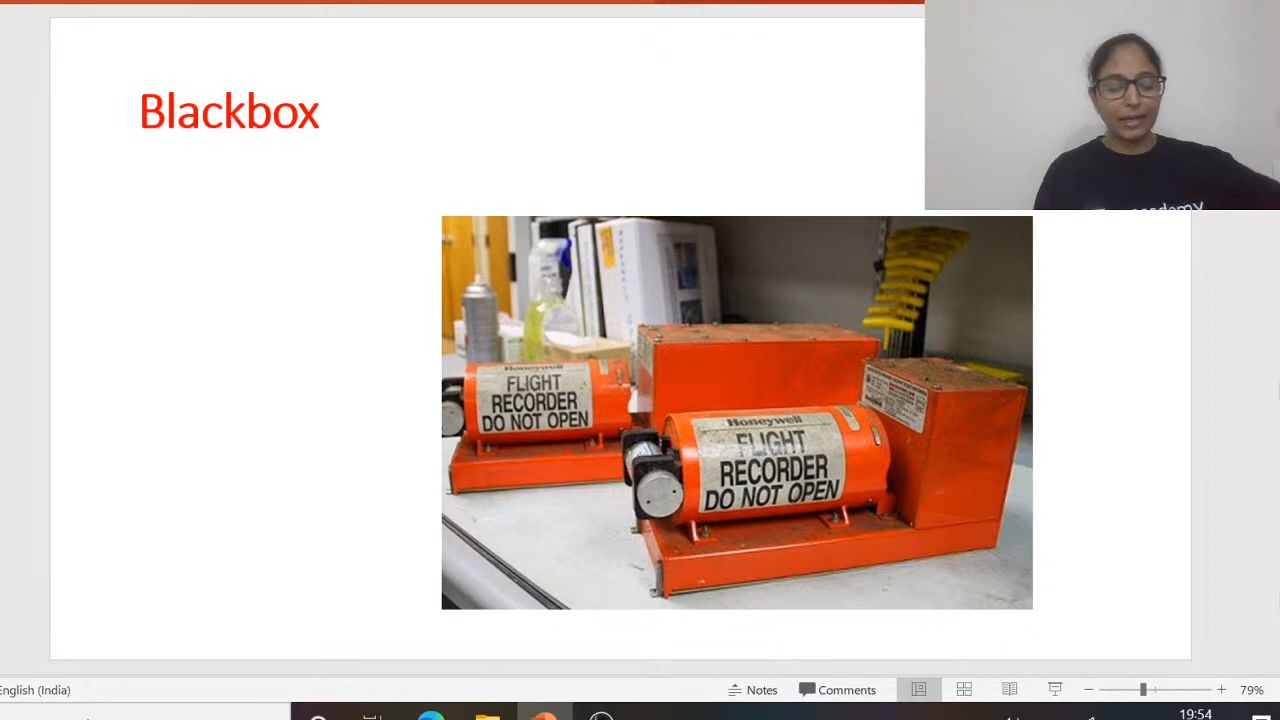 Blackbox
Honeywell
FLIGHT
RECORDER
DO NOT OPEN
Honeywell
FLIGHT
RECORDER
DO NOT OPEN
English (India)
Notes
Comments
79%
19:54